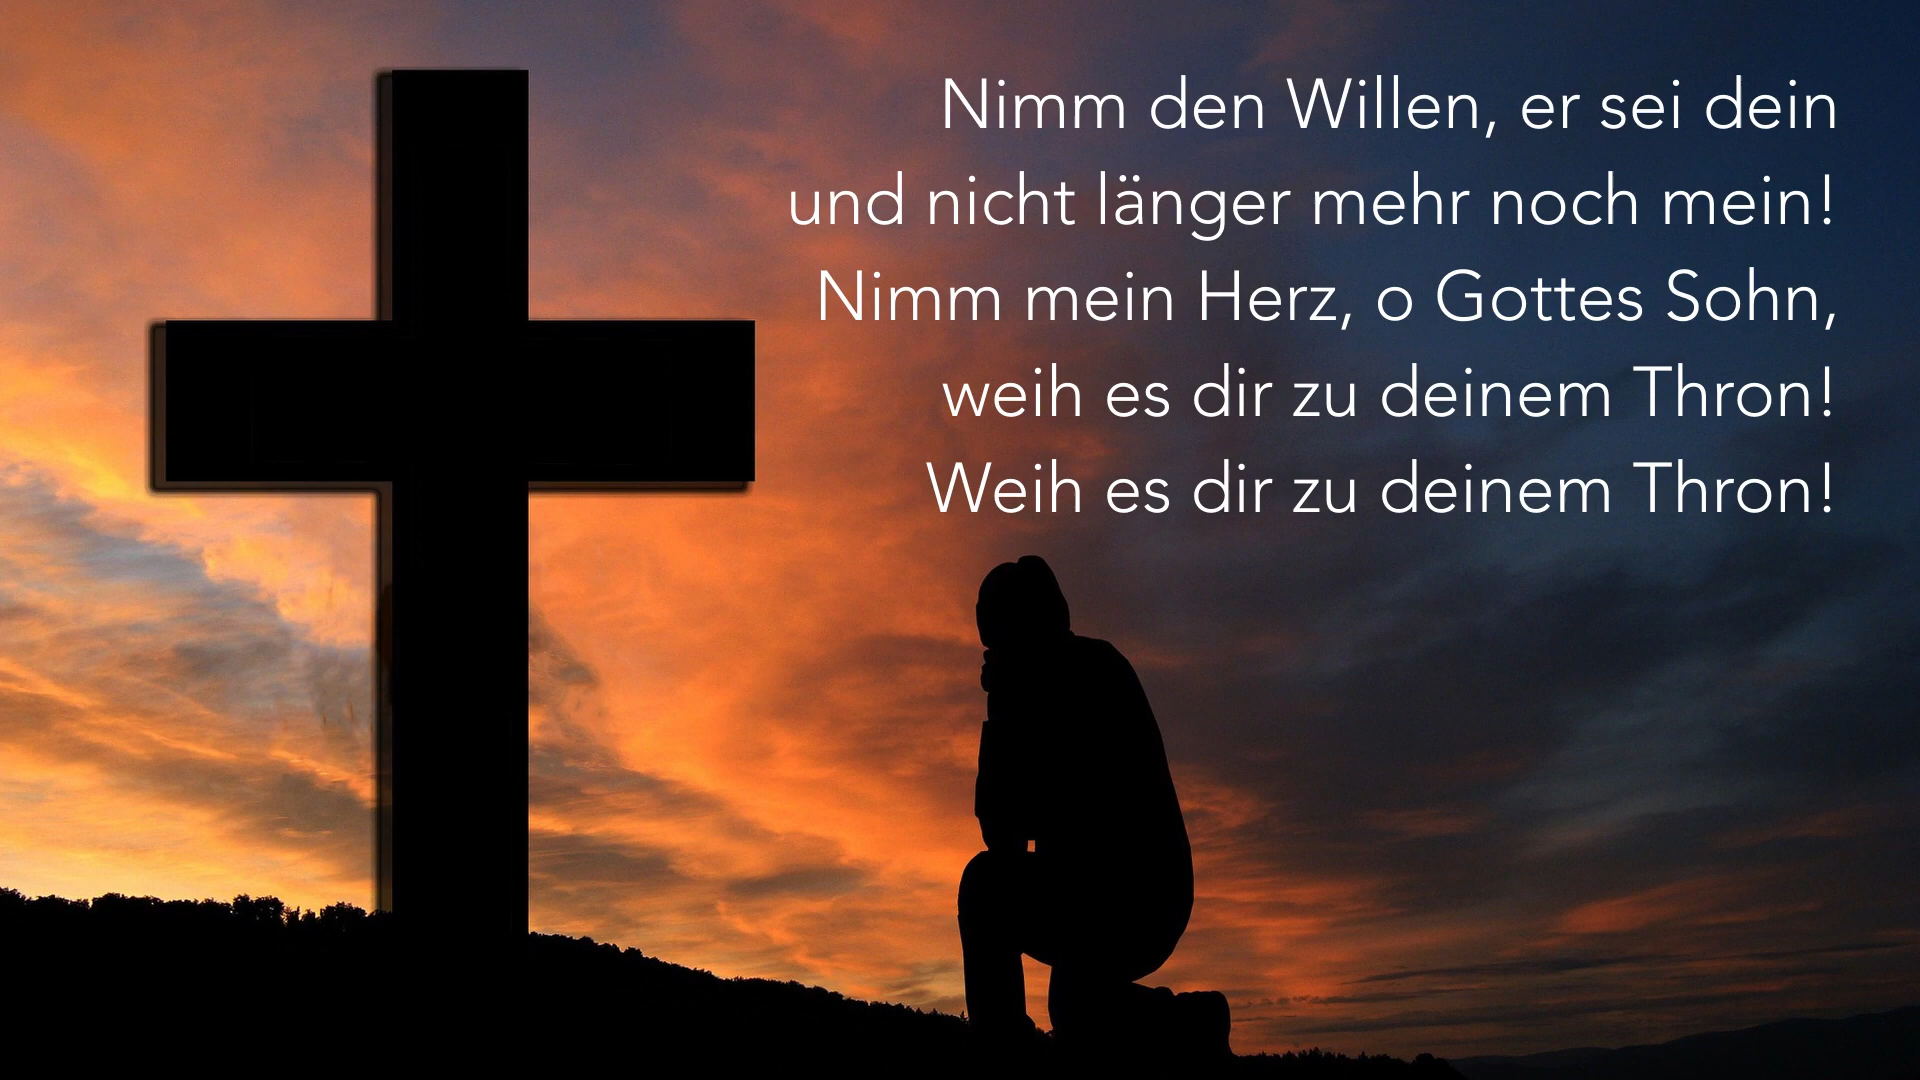 Nimm den Willen, er sei dein
und nicht länger mehr noch mein!
Nimm mein Herz, o Gottes Sohn,
weih es dir zu deinem Thron!
Weih es dir zu deinem Thron!